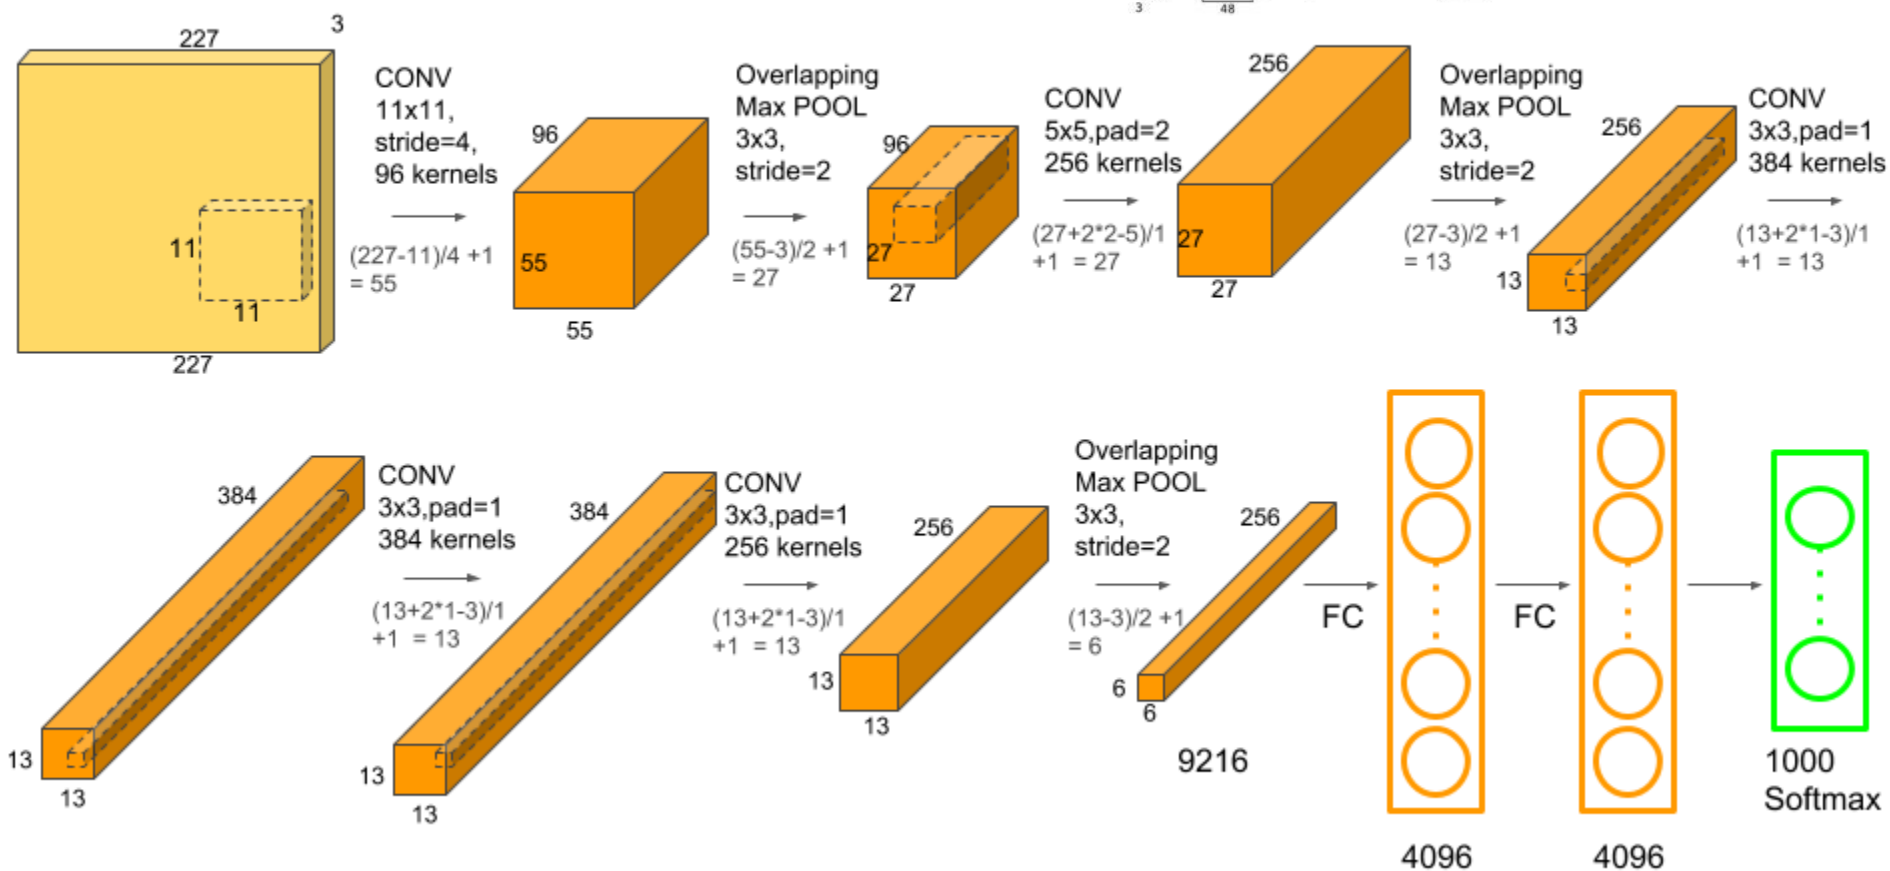 3
48
227
3
CONV
11x11,
stride=4,
96 kernels
(227-11)/4 +1
= 55
11
11
227
96
55
55
Overlapping
Max POOL
3x3,
stride=2
(55-3)/2 +1
= 27
96
27
27
CONV
5x5,pad=2
256 kernels
(27+2*2-5)/1
+1 = 27
256
27
27
Overlapping
Max POOL
3x3,
stride=2
(27-3)/2 +1
= 13
256
13
13
CONV
3x3,pad=1
384 kernels
(13+2*1-3)/1
+1 = 13
384
13
13
CONV
3x3,pad=1
384 kernels
(13+2*1-3)/1
+1 = 13
384
13
13
CONV
3x3,pad=1
256 kernels
(13+2*1-3)/1
+1 = 13
256
13
13
Overlapping
Max POOL
3x3,
stride=2
(13-3)/2 +1
= 6
256
6
6
9216
FC
4096
FC
4096
1000
Softmax